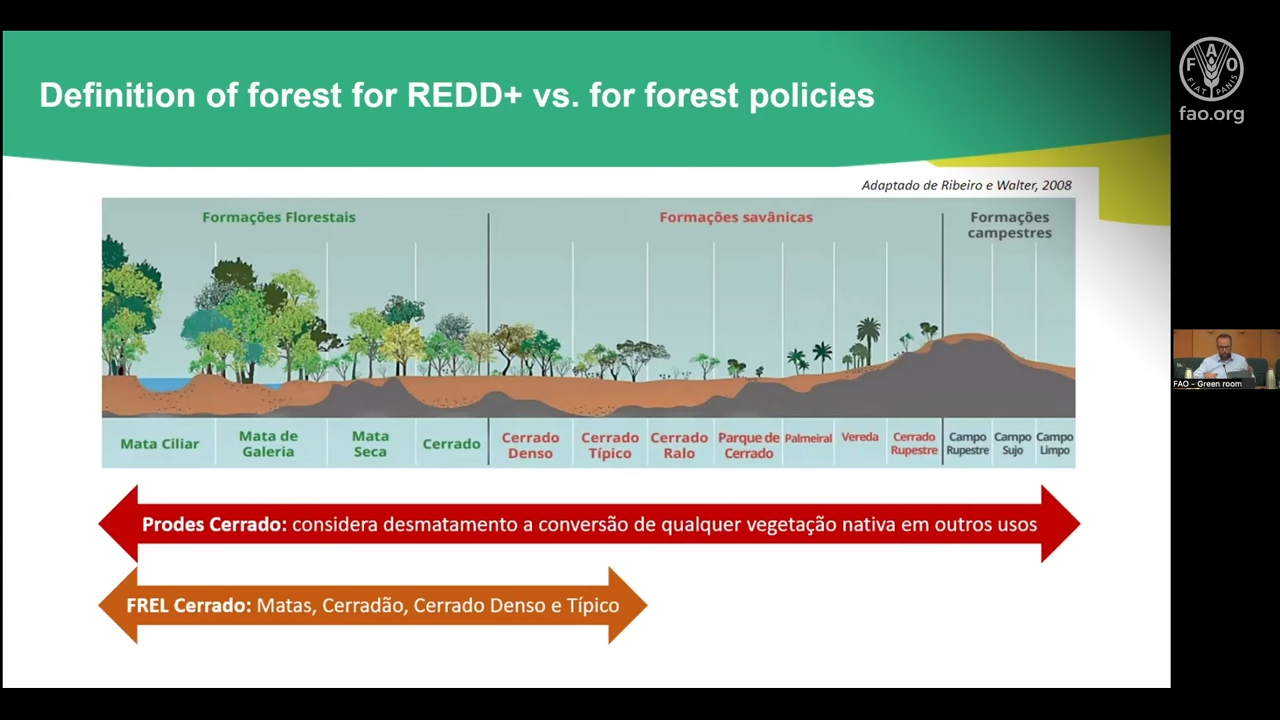 Definition of forest for REDD+ vs. for forest policies
FAO
FIAT PANIS
fao.org
Adaptado de Ribeiro e Walter, 2008
Formações Florestais
Formações savânicas
Formações
campestres
Mata Ciliar
Mata de
Galeria
Mata
Seca
Cerrado
Cerrado
Denso
Cerrado
Típico
Cerrado
Ralo
Parque de
Cerrado
Palmeiral
Vereda
Cerrado
Rupestre
Campo
Rupestre
Campo
Sujo
Campo
Limpo
FAO - Green room
Prodes Cerrado: considera desmatamento a conversão de qualquer vegetação nativa em outros usos
FREL Cerrado: Matas, Cerradão, Cerrado Denso e Típico